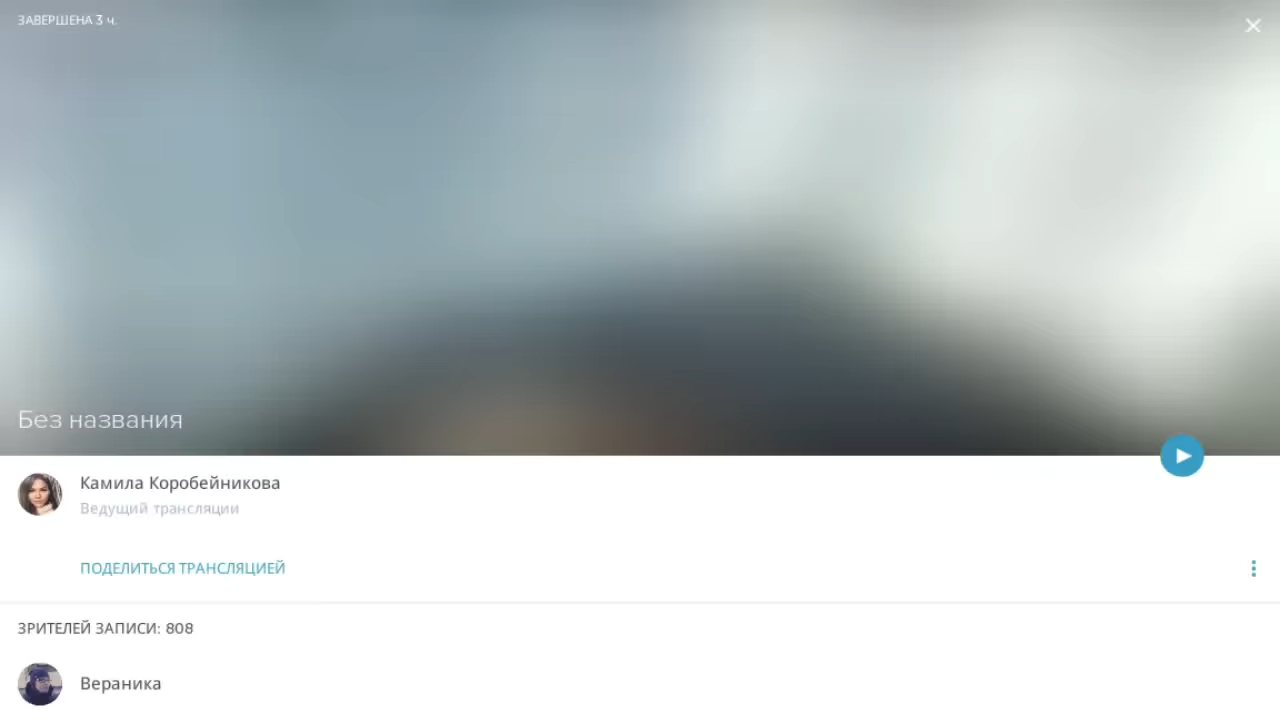 ЗАВЕРШЕНА 3 ч.
Без названия
Камила Коробейникова
Ведущий трансляции
ПОДЕЛИТЬСЯ ТРАНСЛЯЦИЕЙ
ЗРИТЕЛЕЙ ЗАПИСИ: 808
Вераника